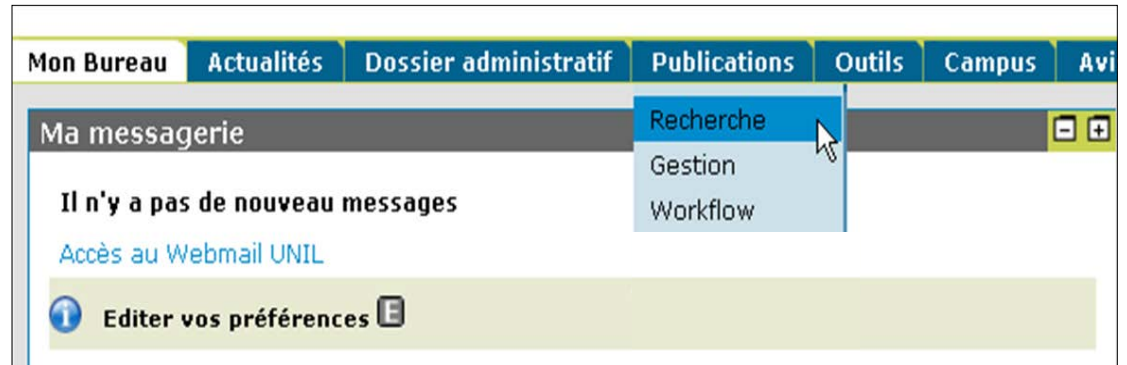 Mon Bureau Actualités Dossier administratif Publications Outils Campus Avi
Ma messagerie
Recherche
Gestion
Workflow
Il n'y a pas de nouveau messages
Accès au Webmail UNIL
Editer vos préférences E